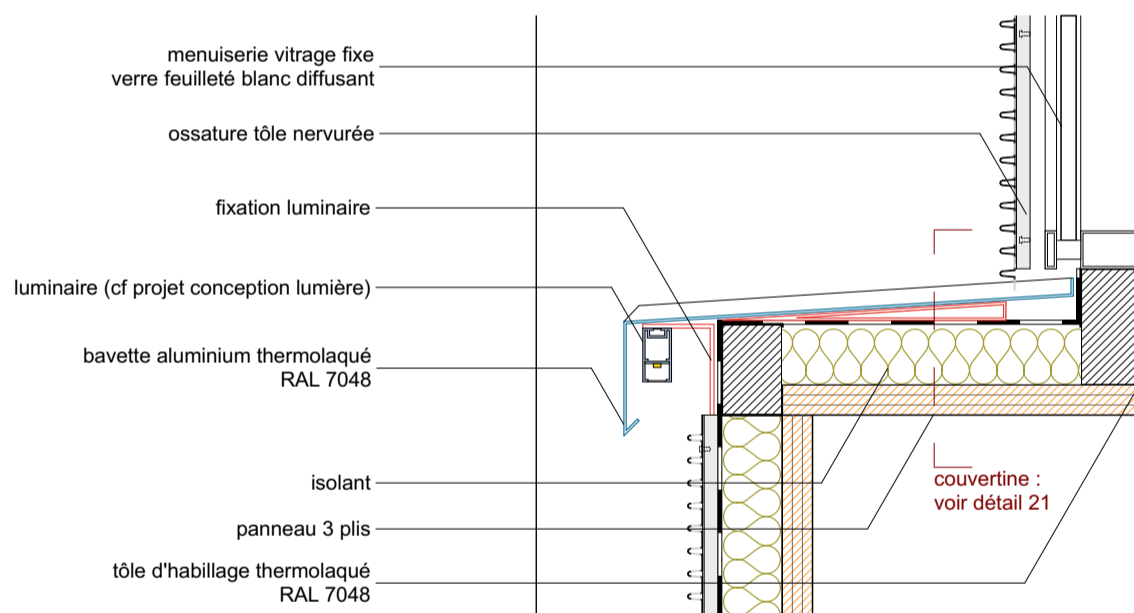 menuiserie vitrage fixe
verre feuilleté blanc diffusant
ossature tôle nervurée
fixation luminaire
luminaire (cf projet conception lumière)
bavette aluminium thermolaqué
RAL 7048
isolant
panneau 3 plis
tôle d'habillage thermolaqué
RAL 7048
couvertine :
voir détail 21